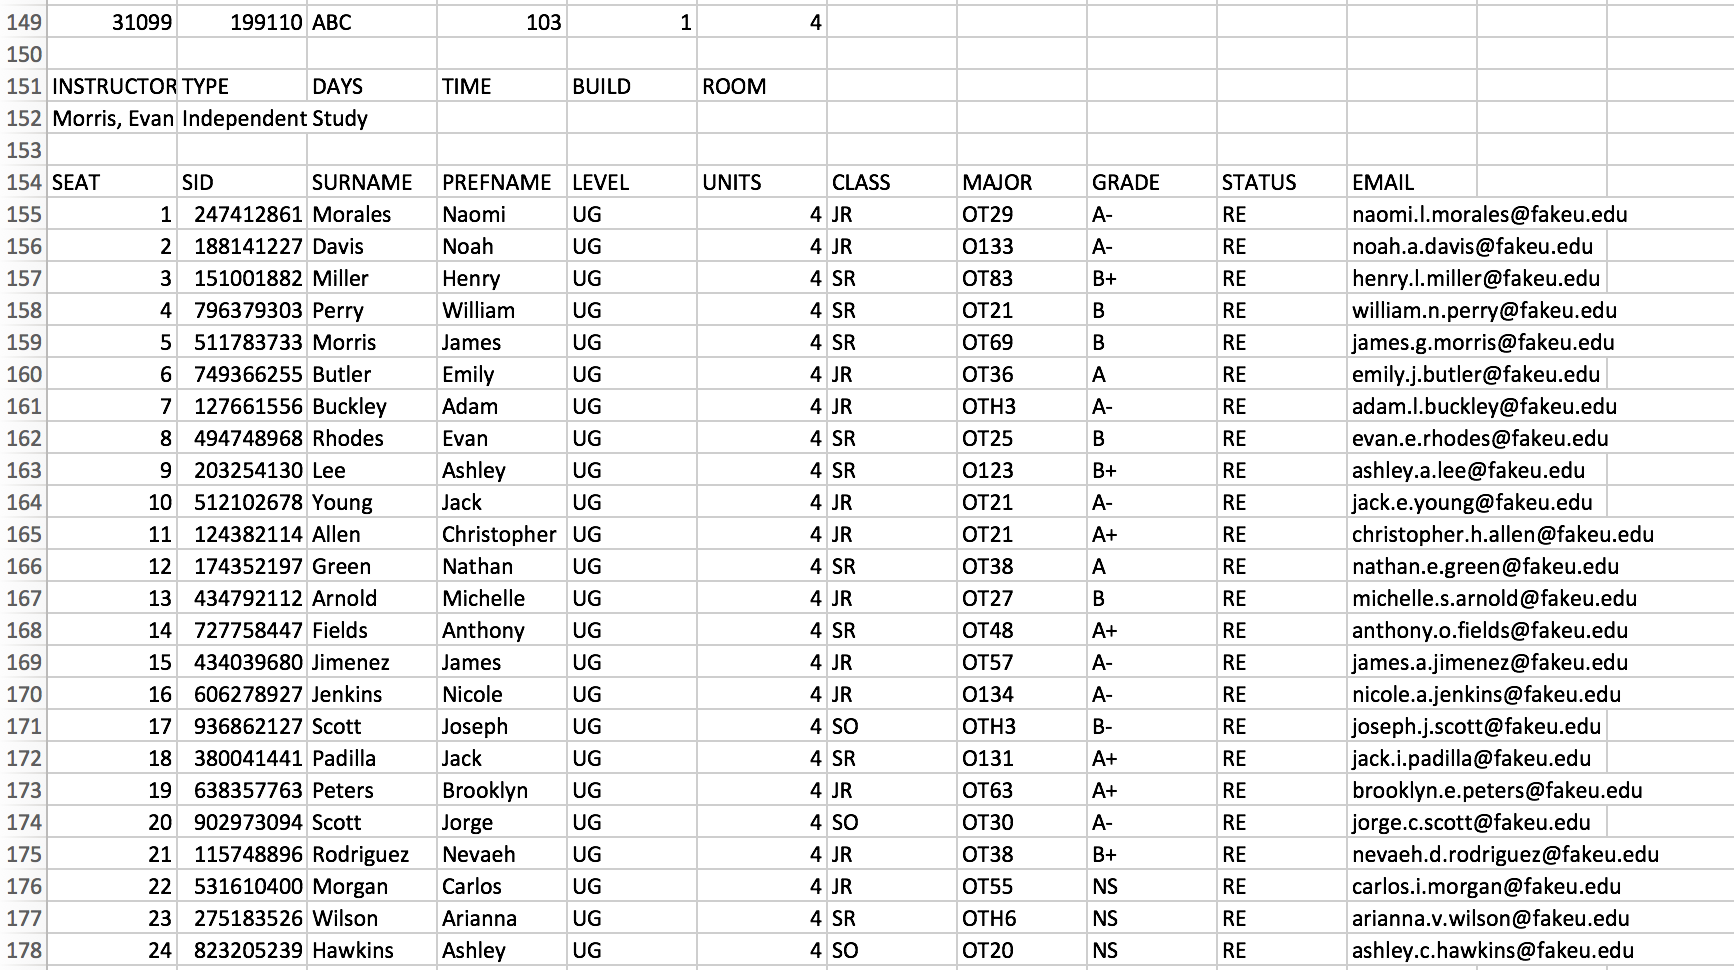 149 31099 199110 ABC 103 1 4
150
151 INSTRUCTOR TYPE DAYS TIME BUILD ROOM
152 Morris, Evan Independent Study
153
154 SEAT SID SURNAME PREFNAME LEVEL UNITS CLASS MAJOR GRADE STATUS EMAIL
155 1 247412861 Morales Naomi UG 4 JR OT29 A- RE naomi.l.morales@fakeu.edu
156 2 188141227 Davis Noah UG 4 JR O133 A- RE noah.a.davis@fakeu.edu
157 3 151001882 Miller Henry UG 4 SR OT83 B+ RE henry.l.miller@fakeu.edu
158 4 796379303 Perry William UG 4 SR OT21 B RE william.n.perry@fakeu.edu
159 5 511783733 Morris James UG 4 SR OT69 B RE james.g.morris@fakeu.edu
160 6 749366255 Butler Emily UG 4 JR OT36 A RE emily.j.butler@fakeu.edu
161 7 127661556 Buckley Adam UG 4 JR OTH3 A- RE adam.l.buckley@fakeu.edu
162 8 494748968 Rhodes Evan UG 4 SR OT25 B RE evan.e.rhodes@fakeu.edu
163 9 203254130 Lee Ashley UG 4 SR O123 B+ RE ashley.a.lee@fakeu.edu
164 10 512102678 Young Jack UG 4 JR OT21 A- RE jack.e.young@fakeu.edu
165 11 124382114 Allen Christopher UG 4 JR OT21 A+ RE christopher.h.allen@fakeu.edu
166 12 174352197 Green Nathan UG 4 SR OT38 A RE nathan.e.green@fakeu.edu
167 13 434792112 Arnold Michelle UG 4 JR OT27 B RE michelle.s.arnold@fakeu.edu
168 14 727758447 Fields Anthony UG 4 SR OT48 A+ RE anthony.o.fields@fakeu.edu
169 15 434039680 Jimenez James UG 4 JR OT57 A- RE james.a.jimenez@fakeu.edu
170 16 606278927 Jenkins Nicole UG 4 JR O134 A- RE nicole.a.jenkins@fakeu.edu
171 17 936862127 Scott Joseph UG 4 SO OTH3 B- RE joseph.j.scott@fakeu.edu
172 18 380041441 Padilla Jack UG 4 SR O131 A+ RE jack.i.padilla@fakeu.edu
173 19 638357763 Peters Brooklyn UG 4 JR OT63 A+ RE brooklyn.e.peters@fakeu.edu
174 20 902973094 Scott Jorge UG 4 SO OT30 A- RE jorge.c.scott@fakeu.edu
175 21 115748896 Rodriguez Nevaeh UG 4 JR OT38 B+ RE nevaeh.d.rodriguez@fakeu.edu
176 22 531610400 Morgan Carlos UG 4 JR OT55 NS RE carlos.i.morgan@fakeu.edu
177 23 275183526 Wilson Arianna UG 4 SR OTH6 NS RE arianna.v.wilson@fakeu.edu
178 24 823205239 Hawkins Ashley UG 4 SO OT20 NS RE ashley.c.hawkins@fakeu.edu